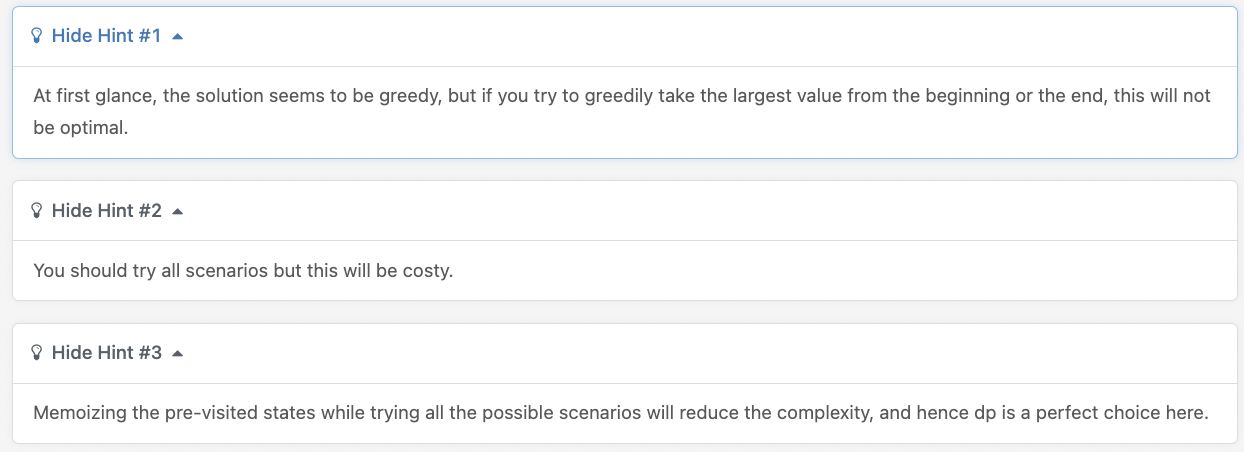 Hide Hint #1
At first glance, the solution seems to be greedy, but if you try to greedily take the largest value from the beginning or the end, this will not
be optimal.
Hide Hint #2
You should try all scenarios but this will be costy.
Hide Hint #3
Memoizing the pre-visited states while trying all the possible scenarios will reduce the complexity, and hence dp is a perfect choice here.